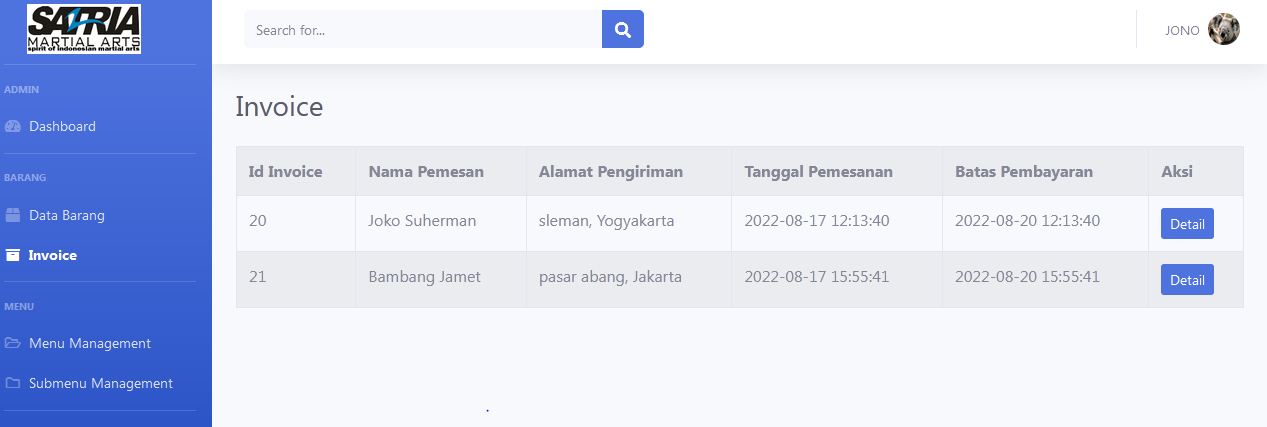 SATRIA
MARTIAL ARTS
spirit of indonesian martial arts
Search for...
JONO
ADMIN
Dashboard
BARANG
Data Barang
Invoice
MENU
Menu Management
Submenu Management
Invoice
Id Invoice Nama Pemesan Alamat Pengiriman Tanggal Pemesanan Batas Pembayaran Aksi
20 Joko Suherman sleman, Yogyakarta 2022-08-17 12:13:40 2022-08-20 12:13:40 Detail
21 Bambang Jamet pasar abang, Jakarta 2022-08-17 15:55:41 2022-08-20 15:55:41 Detail
.